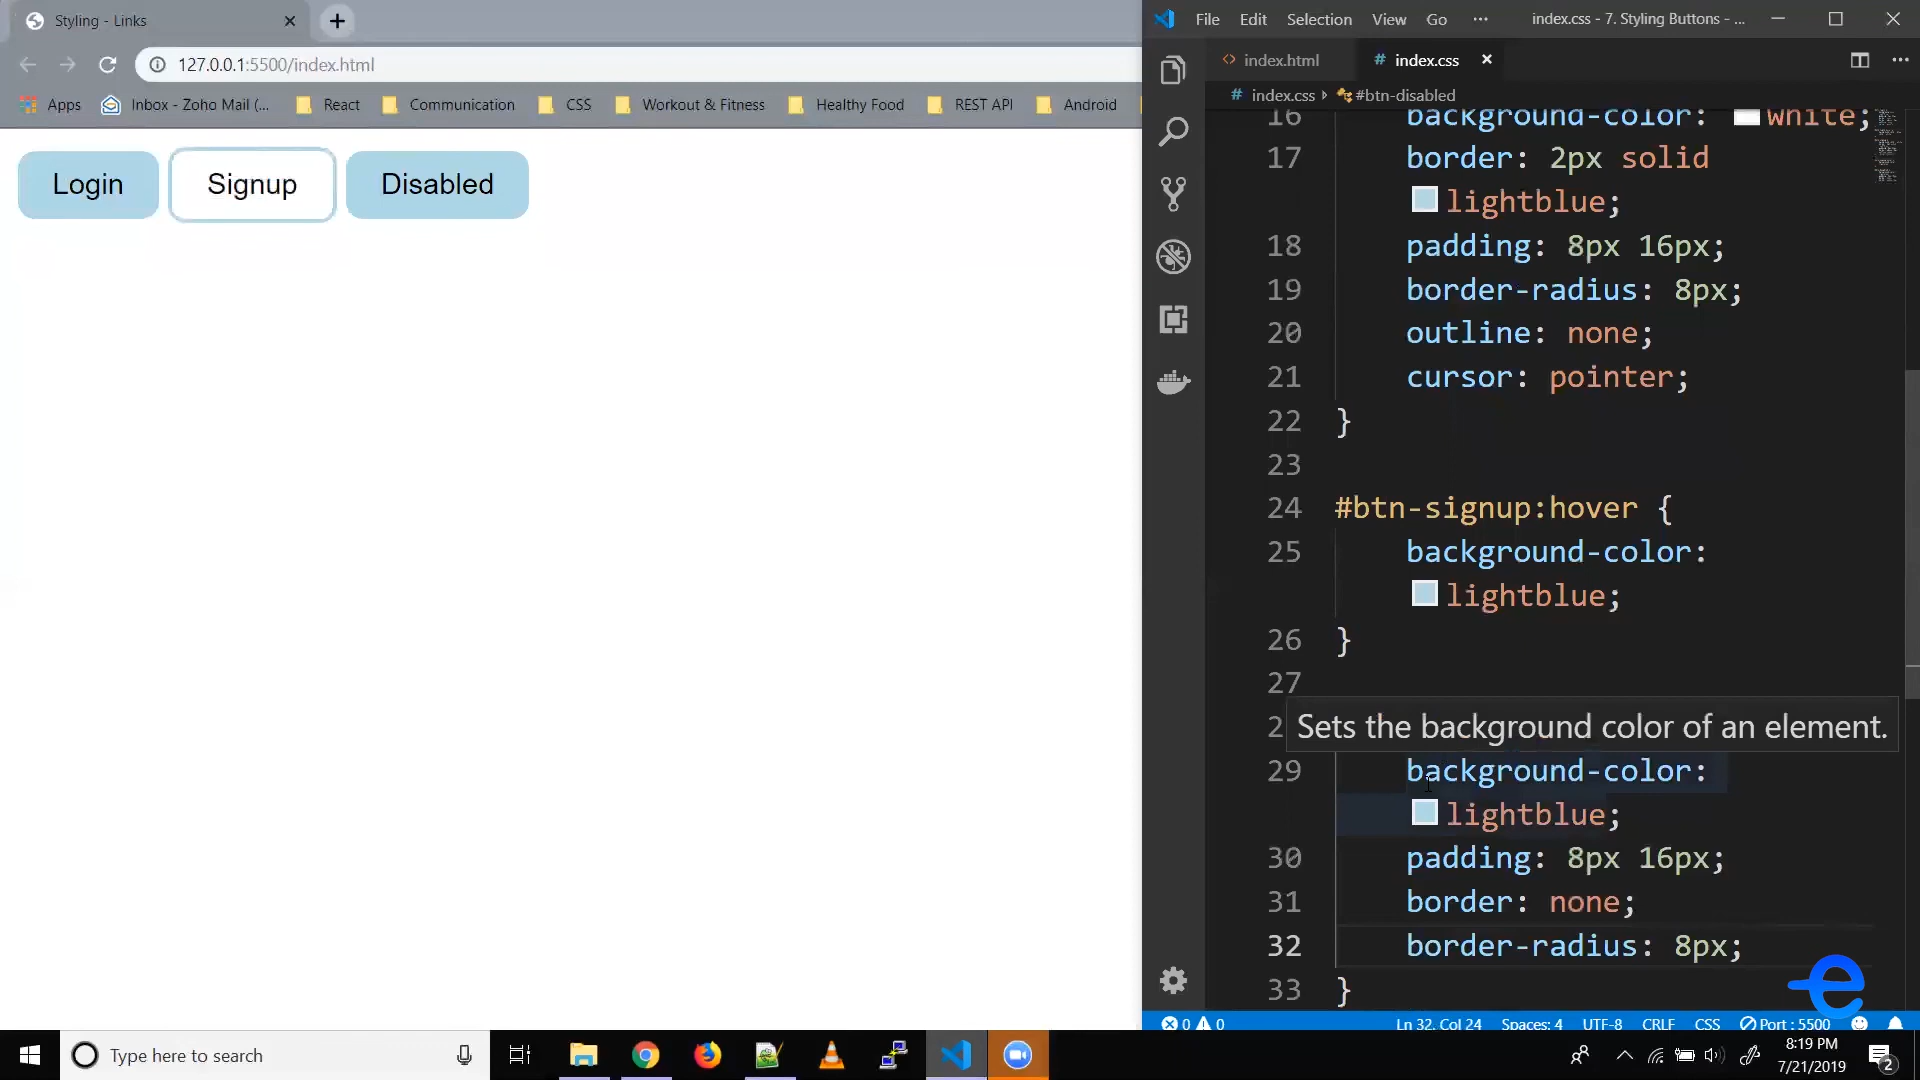 Styling - Links
127.0.0.1:5500/index.html
Apps
Inbox - Zoho Mail (...
React
Communication
CSS
Workout & Fitness
Healthy Food
REST API
Android
Login
Signup
Disabled
File Edit Selection View Go ···
index.css - 7. Styling Buttons - ...
<> index.html
# index.css
# index.css › #btn-disabled
16 background-color: white;
17 border: 2px solid
lightblue;
18 padding: 8px 16px;
19 border-radius: 8px;
20 outline: none;
21 cursor: pointer;
22 }
23
24 #btn-signup:hover {
25 background-color:
lightblue;
26 }
27
2
Sets the background color of an element.
29 background-color:
lightblue;
30 padding: 8px 16px;
31 border: none;
32 border-radius: 8px;
33 }
0 0 Ln 32, Col 24 Spaces: 4 UTF-8 CRLF CSS Port : 5500
Type here to search
8:19 PM
7/21/2019
2